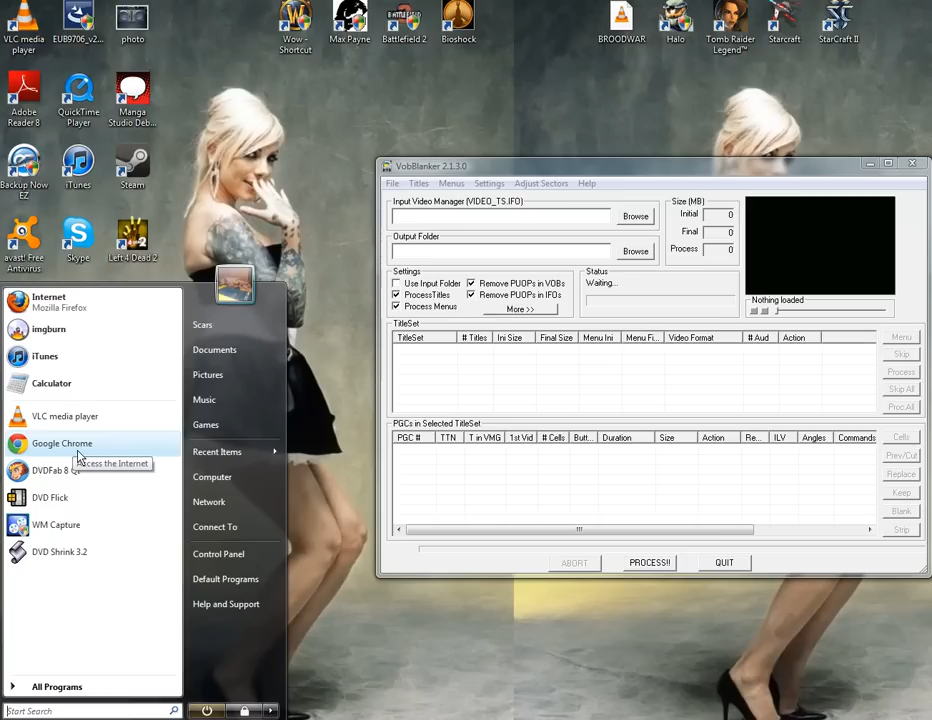 VLC media
player
EUB9706_v2...
photo
Wow -
Shortcut
Max Payne
Battlefield 2
Bioshock
BROODWAR
Halo
Tomb Raider
Legend™
Starcraft
StarCraft II
Adobe
Reader 8
QuickTime
Player
Manga
Studio Deb...
Backup Now
EZ
iTunes
Steam
avast! Free
Antivirus
Skype
Left 4 Dead 2
Internet
Mozilla Firefox
imgburn
iTunes
Calculator
VLC media player
Google Chrome
Access the Internet
DVDFab 8 Qt
DVD Flick
WM Capture
DVD Shrink 3.2
All Programs
Start Search
Scars
Documents
Pictures
Music
Games
Recent Items
Computer
Network
Connect To
Control Panel
Default Programs
Help and Support
VobBlanker 2.1.3.0
File Titles Menus Settings Adjust Sectors Help
Input Video Manager (VIDEO_TS.IFO)
Browse
Output Folder
Browse
Size (MB)
Initial 0
Final 0
Process 0
Settings
Use Input Folder Remove PUOPs in VOBs
ProcessTitles Remove PUOPs in IFOs
Process Menus More >>
Status
Waiting...
Nothing loaded
TitleSet
TitleSet # Titles Ini Size Final Size Menu Ini Menu Fi... Video Format # Aud Action
Menu
Skip
Process
Skip All
Proc.All
PGCs in Selected TitleSet
PGC # TTN T in VMG 1st Vid # Cells Butt... Duration Size Action Re... ILV Angles Commands
Cells
Prev/Cut
Replace
Keep
Blank
Strip
ABORT PROCESS!! QUIT